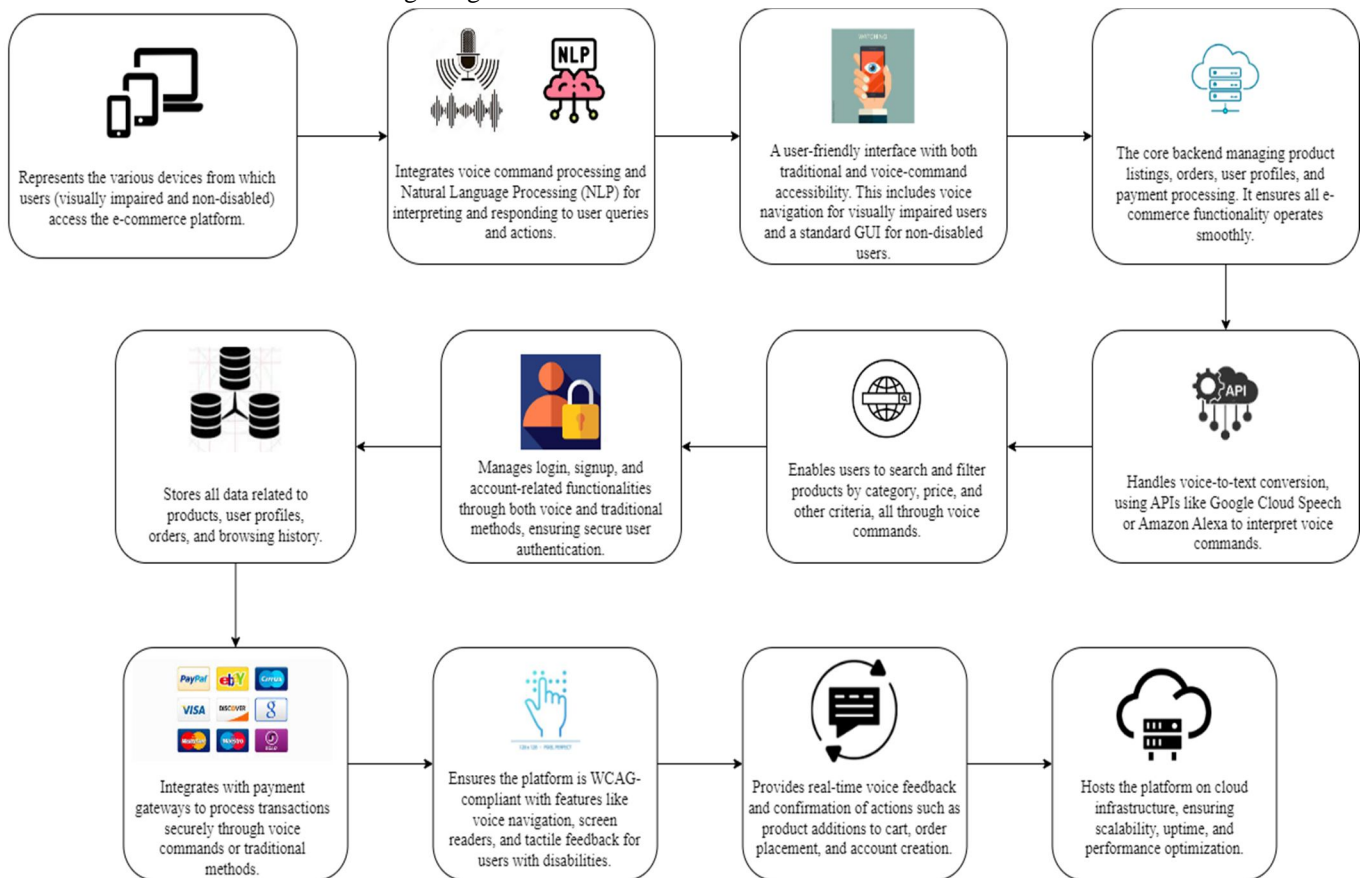 NLP
SWITCHING
Represents the various devices from which
users (visually impaired and non-disabled)
access the e-commerce platform.
Integrates voice command processing and
Natural Language Processing (NLP) for
interpreting and responding to user queries
and actions.
A user-friendly interface with both
traditional and voice-command
accessibility. This includes voice
navigation for visually impaired users
and a standard GUI for non-disabled
users.
The core backend managing product
listings, orders, user profiles, and
payment processing. It ensures all e-
commerce functionality operates
smoothly.
Stores all data related to
products, user profiles,
orders, and browsing history.
Manages login, signup, and
account-related functionalities
through both voice and traditional
methods, ensuring secure user
authentication.
Enables users to search and filter
products by category, price, and
other criteria, all through voice
commands.
API
Handles voice-to-text conversion,
using APIs like Google Cloud Speech
or Amazon Alexa to interpret voice
commands.
PayPal ebY Cirrus
VISA DISCOVER 8
MasterCard Maestro
Integrates with payment
gateways to process transactions
securely through voice
commands or traditional
methods.
Ensures the platform is WCAG-
compliant with features like
voice navigation, screen
readers, and tactile feedback for
users with disabilities.
Provides real-time voice feedback
and confirmation of actions such as
product additions to cart, order
placement, and account creation.
Hosts the platform on cloud
infrastructure, ensuring
scalability, uptime, and
performance optimization.